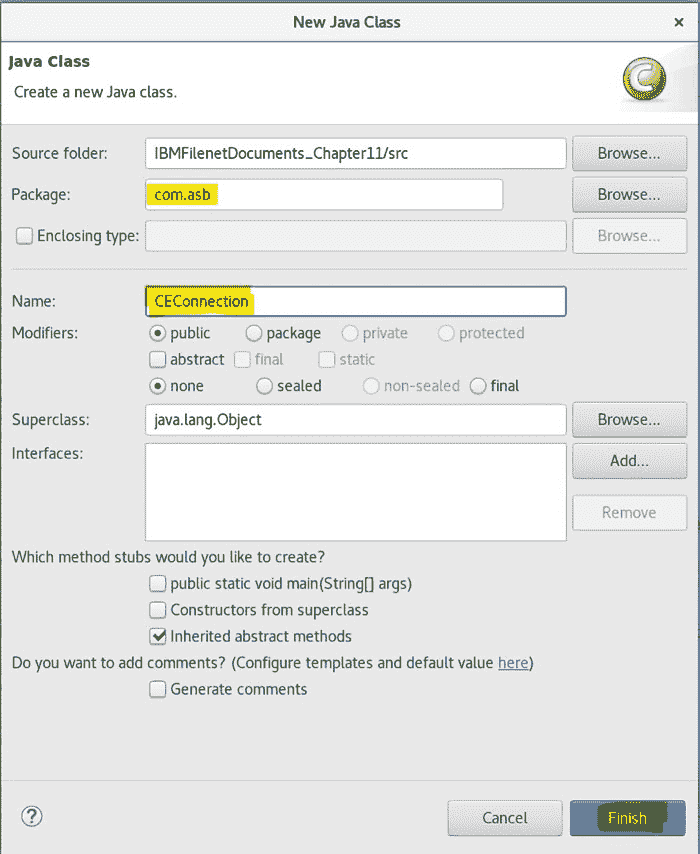 New Java Class
Java Class
Create a new Java class.
Source folder: IBMFilenetDocuments_Chapter11/src Browse...
Package: com.asb Browse...
Enclosing type: Browse...
Name: CEConnection
Modifiers: public package private protected
abstract final static
none sealed non-sealed final
Superclass: java.lang.Object Browse...
Interfaces: Add...
Remove
Which method stubs would you like to create?
public static void main(String[] args)
Constructors from superclass
Inherited abstract methods
Do you want to add comments? (Configure templates and default value here)
Generate comments
? Cancel Finish